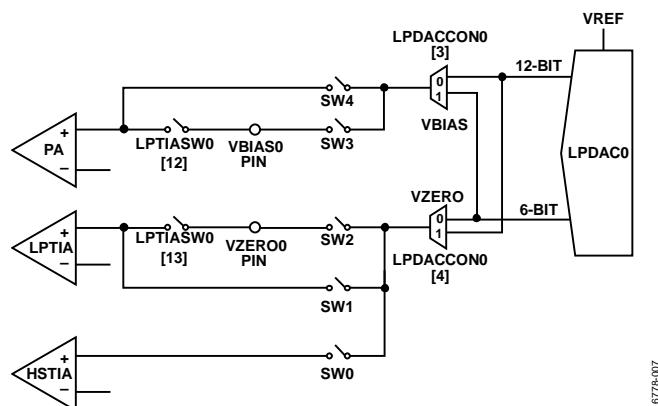 VREF
LPDACCON0
[3]
12-BIT
0
1
SW4
+
PA
−
LPTIASW0
[12]
VBIAS0
PIN
SW3
VBIAS
LPDAC0
VZERO
6-BIT
0
1
+
LPTIA
−
LPTIASW0
[13]
VZERO0
PIN
SW2
LPDACCON0
[4]
SW1
+
HSTIA
−
SW0
6778-007